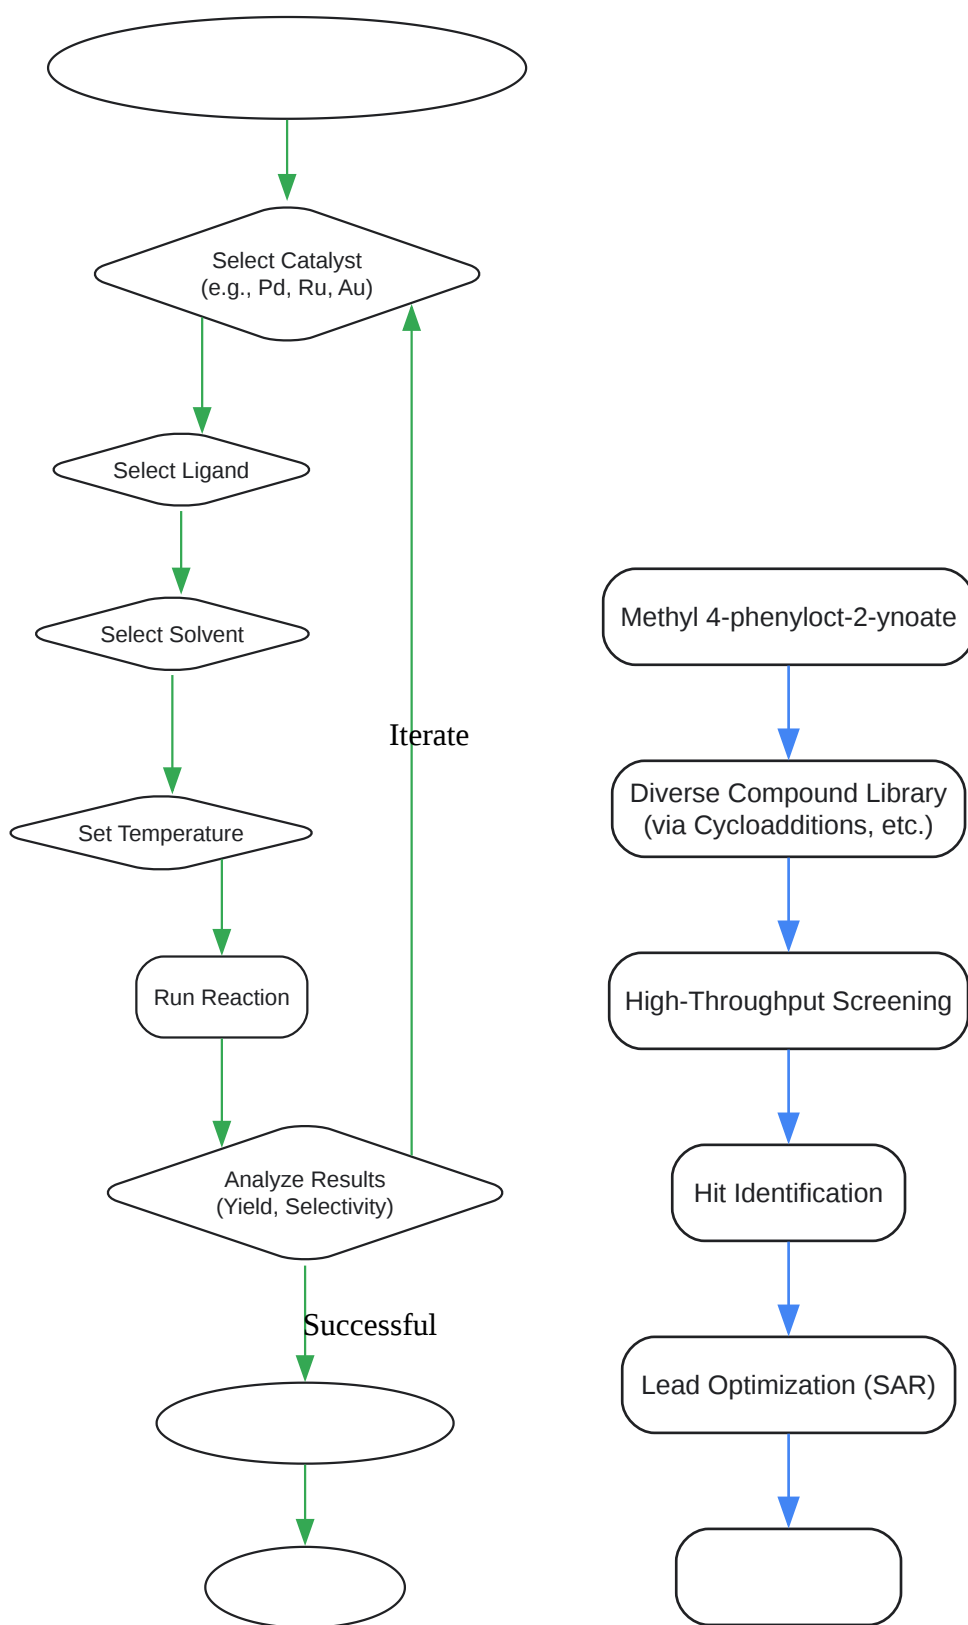 Select Catalyst
(e.g., Pd, Ru, Au)
Select Ligand
Select Solvent
Iterate
Set Temperature
Run Reaction
Analyze Results
(Yield, Selectivity)
Successful
Methyl 4-phenyloct-2-ynoate
Diverse Compound Library
(via Cycloadditions, etc.)
High-Throughput Screening
Hit Identification
Lead Optimization (SAR)